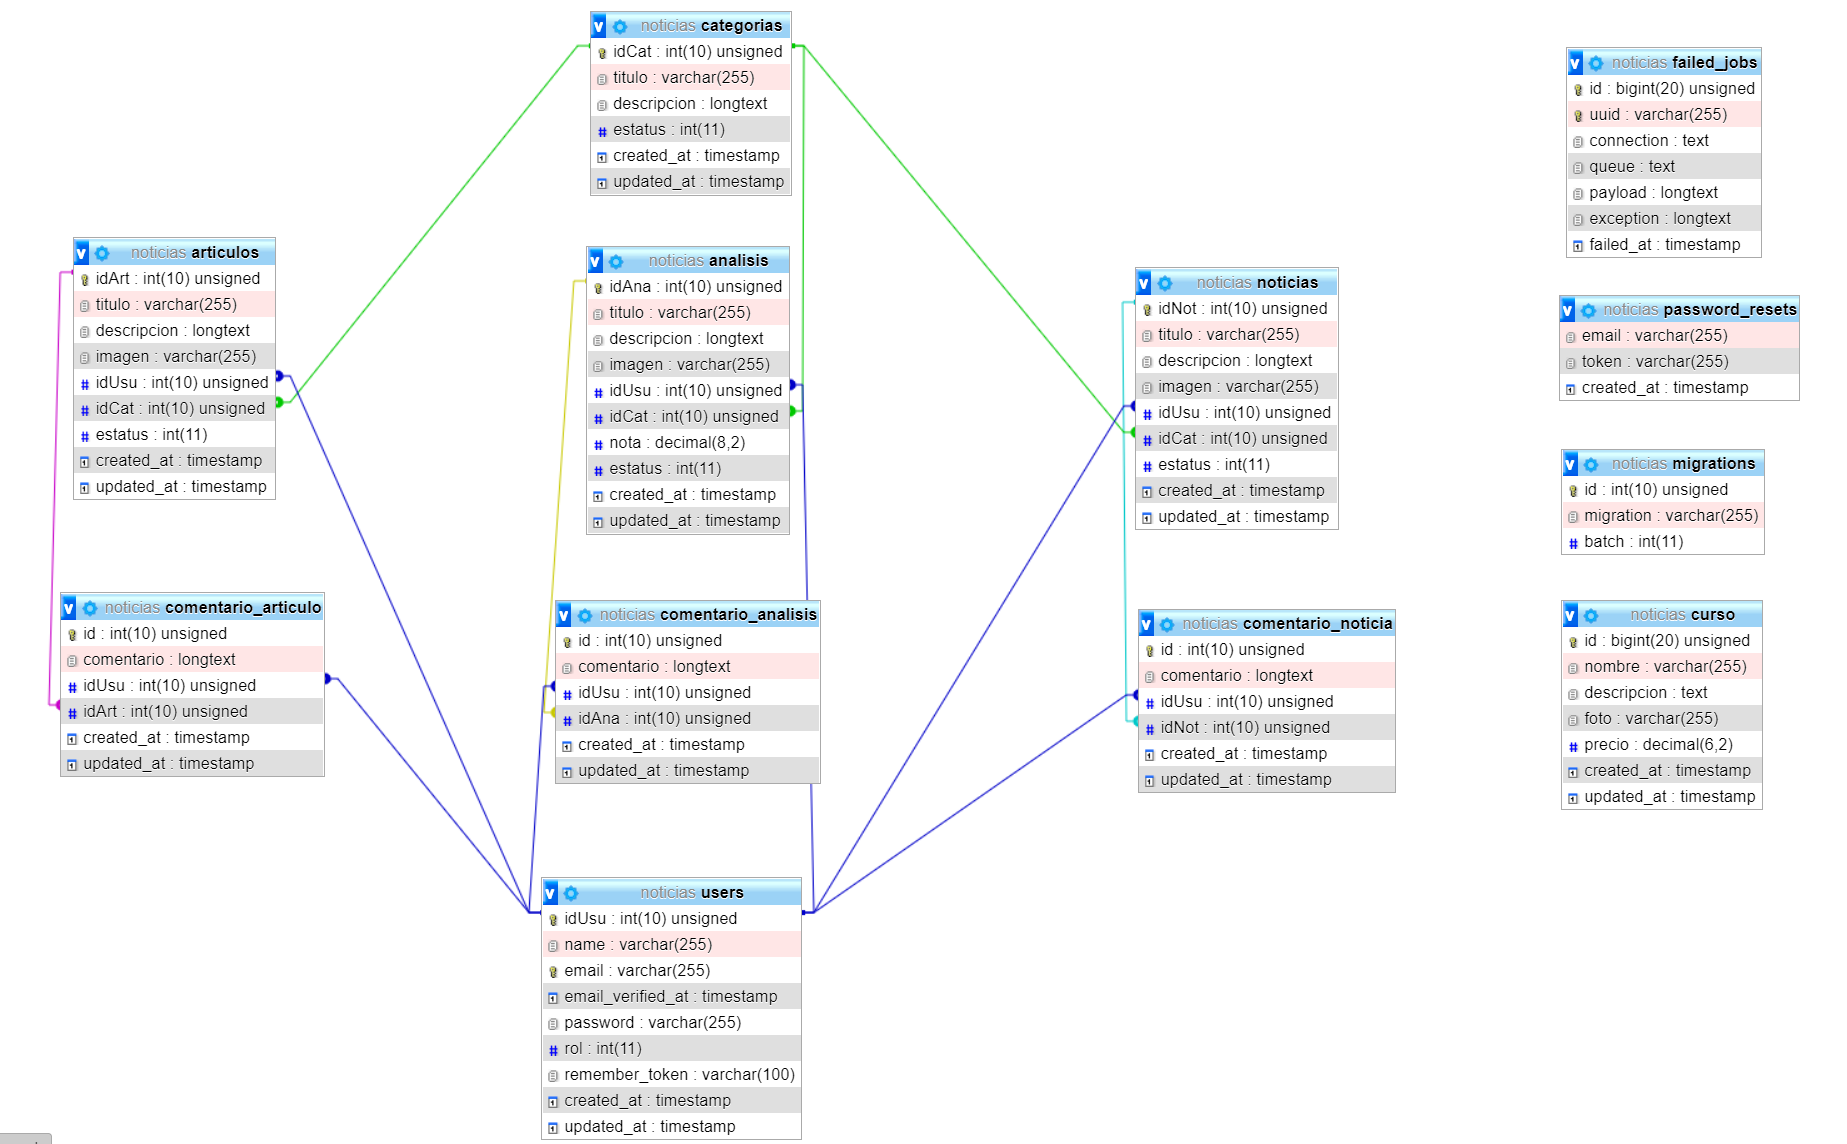 noticias categorias
idCat : int(10) unsigned
titulo : varchar(255)
descripcion : longtext
estatus : int(11)
created_at : timestamp
updated_at : timestamp
noticias articulos
idArt : int(10) unsigned
titulo : varchar(255)
descripcion : longtext
imagen : varchar(255)
idUsu : int(10) unsigned
idCat : int(10) unsigned
estatus : int(11)
created_at : timestamp
updated_at : timestamp
noticias analisis
idAna : int(10) unsigned
titulo : varchar(255)
descripcion : longtext
imagen : varchar(255)
idUsu : int(10) unsigned
idCat : int(10) unsigned
nota : decimal(8,2)
estatus : int(11)
created_at : timestamp
updated_at : timestamp
noticias noticias
idNot : int(10) unsigned
titulo : varchar(255)
descripcion : longtext
imagen : varchar(255)
idUsu : int(10) unsigned
idCat : int(10) unsigned
estatus : int(11)
created_at : timestamp
updated_at : timestamp
noticias comentario_articulo
id : int(10) unsigned
comentario : longtext
idUsu : int(10) unsigned
idArt : int(10) unsigned
created_at : timestamp
updated_at : timestamp
noticias comentario_analisis
id : int(10) unsigned
comentario : longtext
idUsu : int(10) unsigned
idAna : int(10) unsigned
created_at : timestamp
updated_at : timestamp
noticias comentario_noticia
id : int(10) unsigned
comentario : longtext
idUsu : int(10) unsigned
idNot : int(10) unsigned
created_at : timestamp
updated_at : timestamp
noticias users
idUsu : int(10) unsigned
name : varchar(255)
email : varchar(255)
email_verified_at : timestamp
password : varchar(255)
rol : int(11)
remember_token : varchar(100)
created_at : timestamp
updated_at : timestamp
noticias failed_jobs
id : bigint(20) unsigned
uuid : varchar(255)
connection : text
queue : text
payload : longtext
exception : longtext
failed_at : timestamp
noticias password_resets
email : varchar(255)
token : varchar(255)
created_at : timestamp
noticias migrations
id : int(10) unsigned
migration : varchar(255)
batch : int(11)
noticias curso
id : bigint(20) unsigned
nombre : varchar(255)
descripcion : text
foto : varchar(255)
precio : decimal(6,2)
created_at : timestamp
updated_at : timestamp